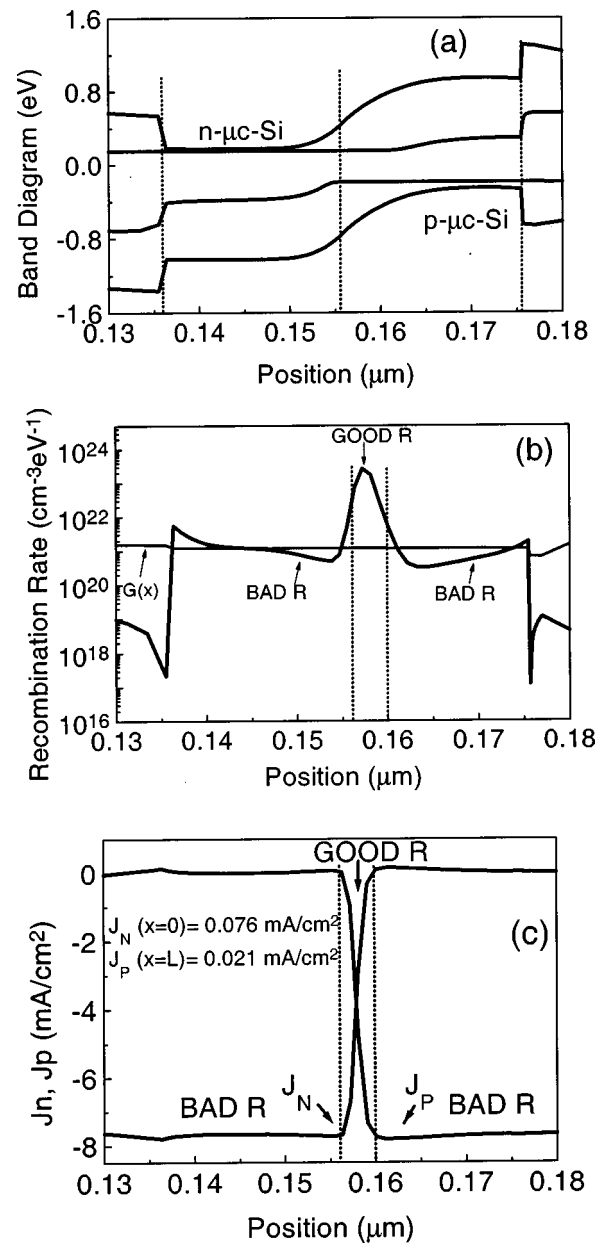 (a)
1.6
0.8
0.0
-0.8
-1.6
Band Diagram (eV)
n-μc-Si
p-μc-Si
0.13 0.14 0.15 0.16 0.17 0.18
Position (μm)
GOOD R
(b)
10^24
10^22
10^20
10^18
10^16
Recombination Rate (cm^-3eV^-1)
G(x)
BAD R
BAD R
0.13 0.14 0.15 0.16 0.17 0.18
Position (μm)
GOOD R
0
-2
-4
-6
-8
Jn, Jp (mA/cm^2)
J_N (x=0)= 0.076 mA/cm^2
J_P (x=L)= 0.021 mA/cm^2
(c)
BAD R J_N J_P BAD R
0.13 0.14 0.15 0.16 0.17 0.18
Position (μm)